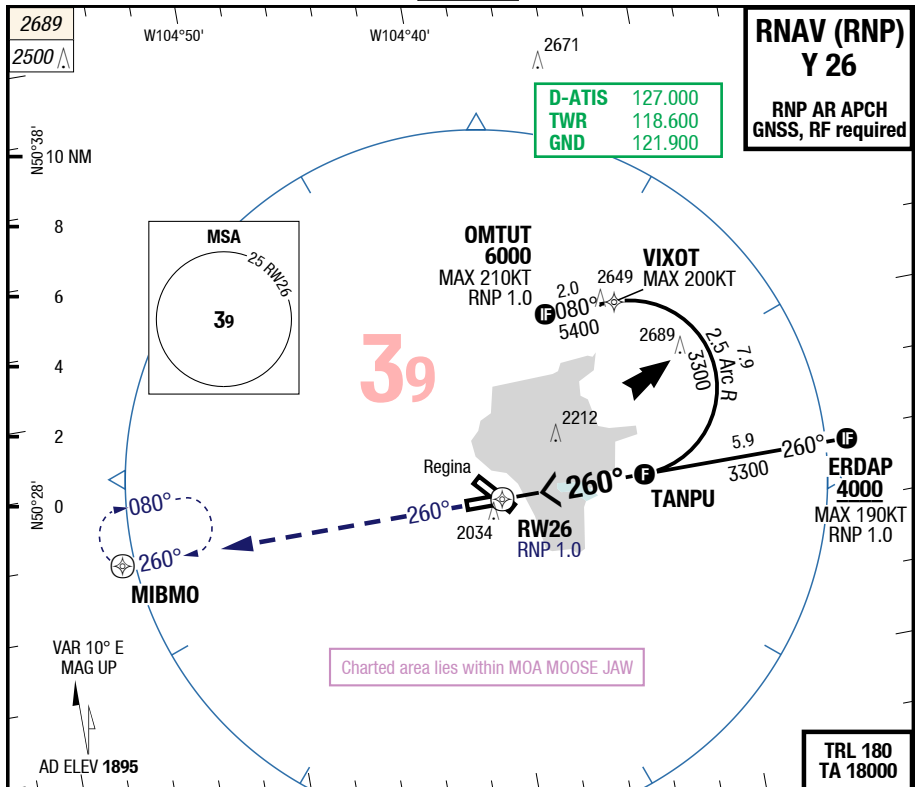 2689
2500
W104°50'
W104°40'
2671
RNAV (RNP)
Y 26
RNP AR APCH
GNSS, RF required
D-ATIS 127.000
TWR 118.600
GND 121.900
N50°38'
10 NM
8
6
4
2
0
N50°28'
MSA
25 RW26
39
39
OMTUT
6000
MAX 210KT
RNP 1.0
IF
2.0
080°
5400
2649
VIXOT
MAX 200KT
2689
7.9
2.5 Arc R
3300
2212
5.9
3300
260°
IF
ERDAP
4000
MAX 190KT
RNP 1.0
F
TANPU
260°
Regina
2034
RW26
RNP 1.0
260°
080°
260°
MIBMO
VAR 10° E
MAG UP
AD ELEV 1895
Charted area lies within MOA MOOSE JAW
TRL 180
TA 18000